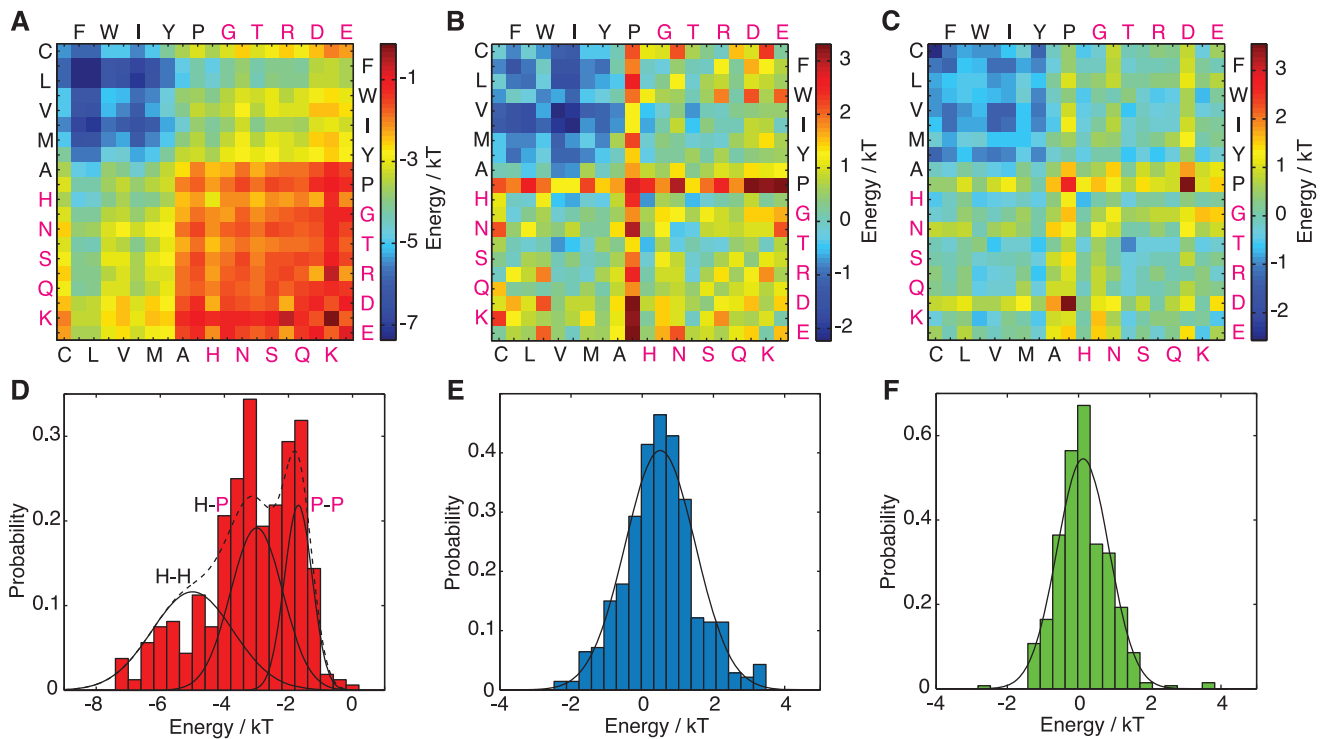 A
F W I Y P G T R D E
C
L
V
M
A
H
N
S
Q
K
F
W
I
Y
P
G
T
R
D
E
C L V M A H N S Q K
-1
-3
-5
-7
Energy / kT
B
F W I Y P G T R D E
C
L
V
M
A
H
N
S
Q
K
F
W
I
Y
P
G
T
R
D
E
C L V M A H N S Q K
3
2
1
0
-1
-2
Energy / kT
C
F W I Y P G T R D E
C
L
V
M
A
H
N
S
Q
K
F
W
I
Y
P
G
T
R
D
E
C L V M A H N S Q K
3
2
1
0
-1
-2
Energy / kT
D
Probability
0.3
0.2
0.1
0
H-H
H-P
P-P
-8 -6 -4 -2 0
Energy / kT
E
Probability
0.4
0.3
0.2
0.1
0
-4 -2 0 2 4
Energy / kT
F
Probability
0.6
0.4
0.2
0
-4 -2 0 2 4
Energy / kT